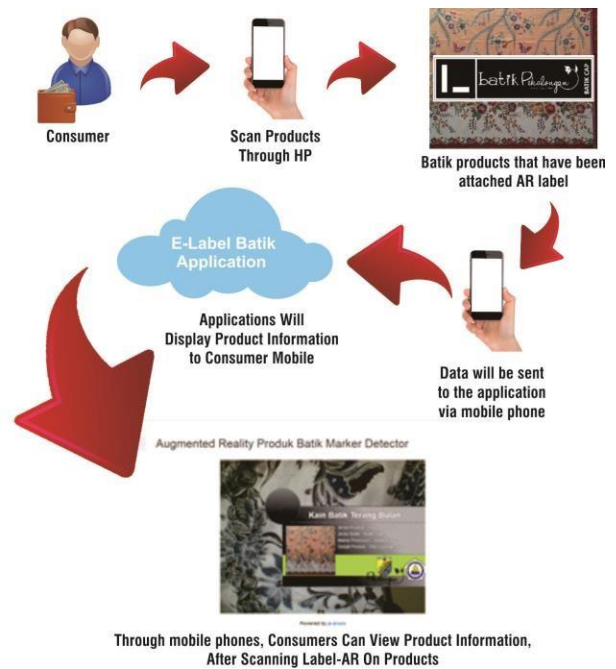 Consumer
Scan Products
Through HP
batik Pekalongan
BATIK CAP
Batik products that have been
attached AR label
E-Label Batik
Application
Applications Will
Display Product Information
to Consumer Mobile
Data will be sent
to the application
via mobile phone
Augmented Reality Produk Batik Marker Detector
Kain Batik Terang Bulan
Through mobile phones, Consumers Can View Product Information,
After Scanning Label-AR On Products